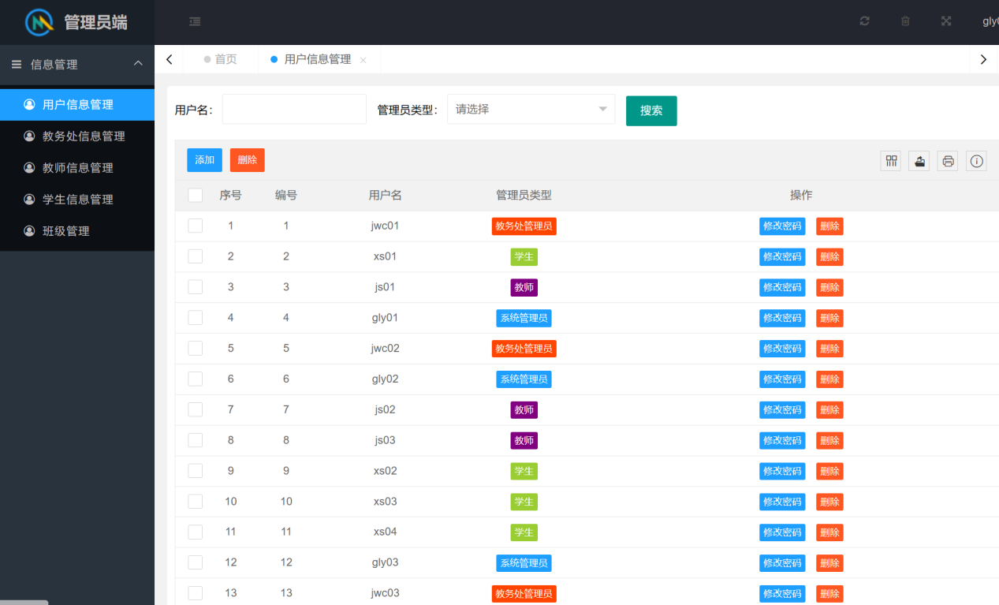 管理员端
gly
信息管理
首页
用户信息管理
用户信息管理
教务处信息管理
教师信息管理
学生信息管理
班级管理
用户名：
管理员类型：
请选择
搜索
添加 删除
序号 编号 用户名 管理员类型 操作
1 1 jwc01 教务处管理员 修改密码 删除
2 2 xs01 学生 修改密码 删除
3 3 js01 教师 修改密码 删除
4 4 gly01 系统管理员 修改密码 删除
5 5 jwc02 教务处管理员 修改密码 删除
6 6 gly02 系统管理员 修改密码 删除
7 7 js02 教师 修改密码 删除
8 8 js03 教师 修改密码 删除
9 9 xs02 学生 修改密码 删除
10 10 xs03 学生 修改密码 删除
11 11 xs04 学生 修改密码 删除
12 12 gly03 系统管理员 修改密码 删除
13 13 jwc03 教务处管理员 修改密码 删除